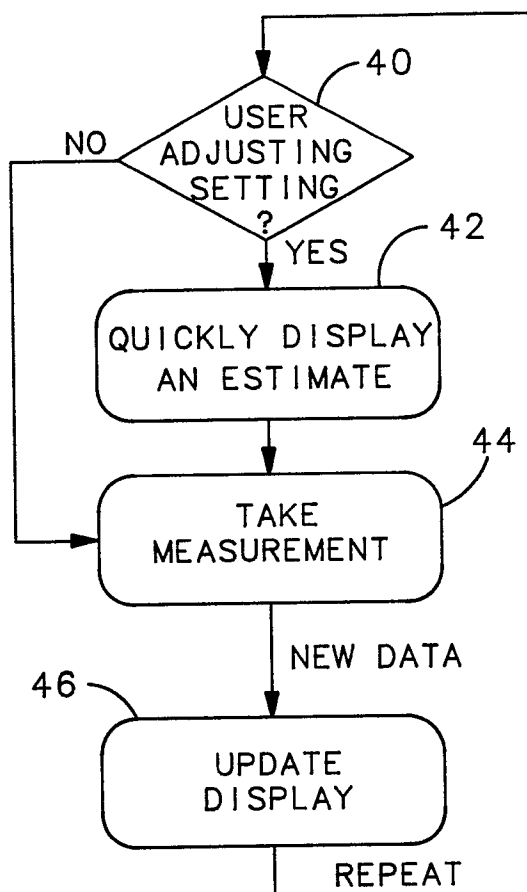 40
USER
ADJUSTING
SETTING
?
NO
YES
42
QUICKLY DISPLAY
AN ESTIMATE
44
TAKE
MEASUREMENT
NEW DATA
46
UPDATE
DISPLAY
REPEAT